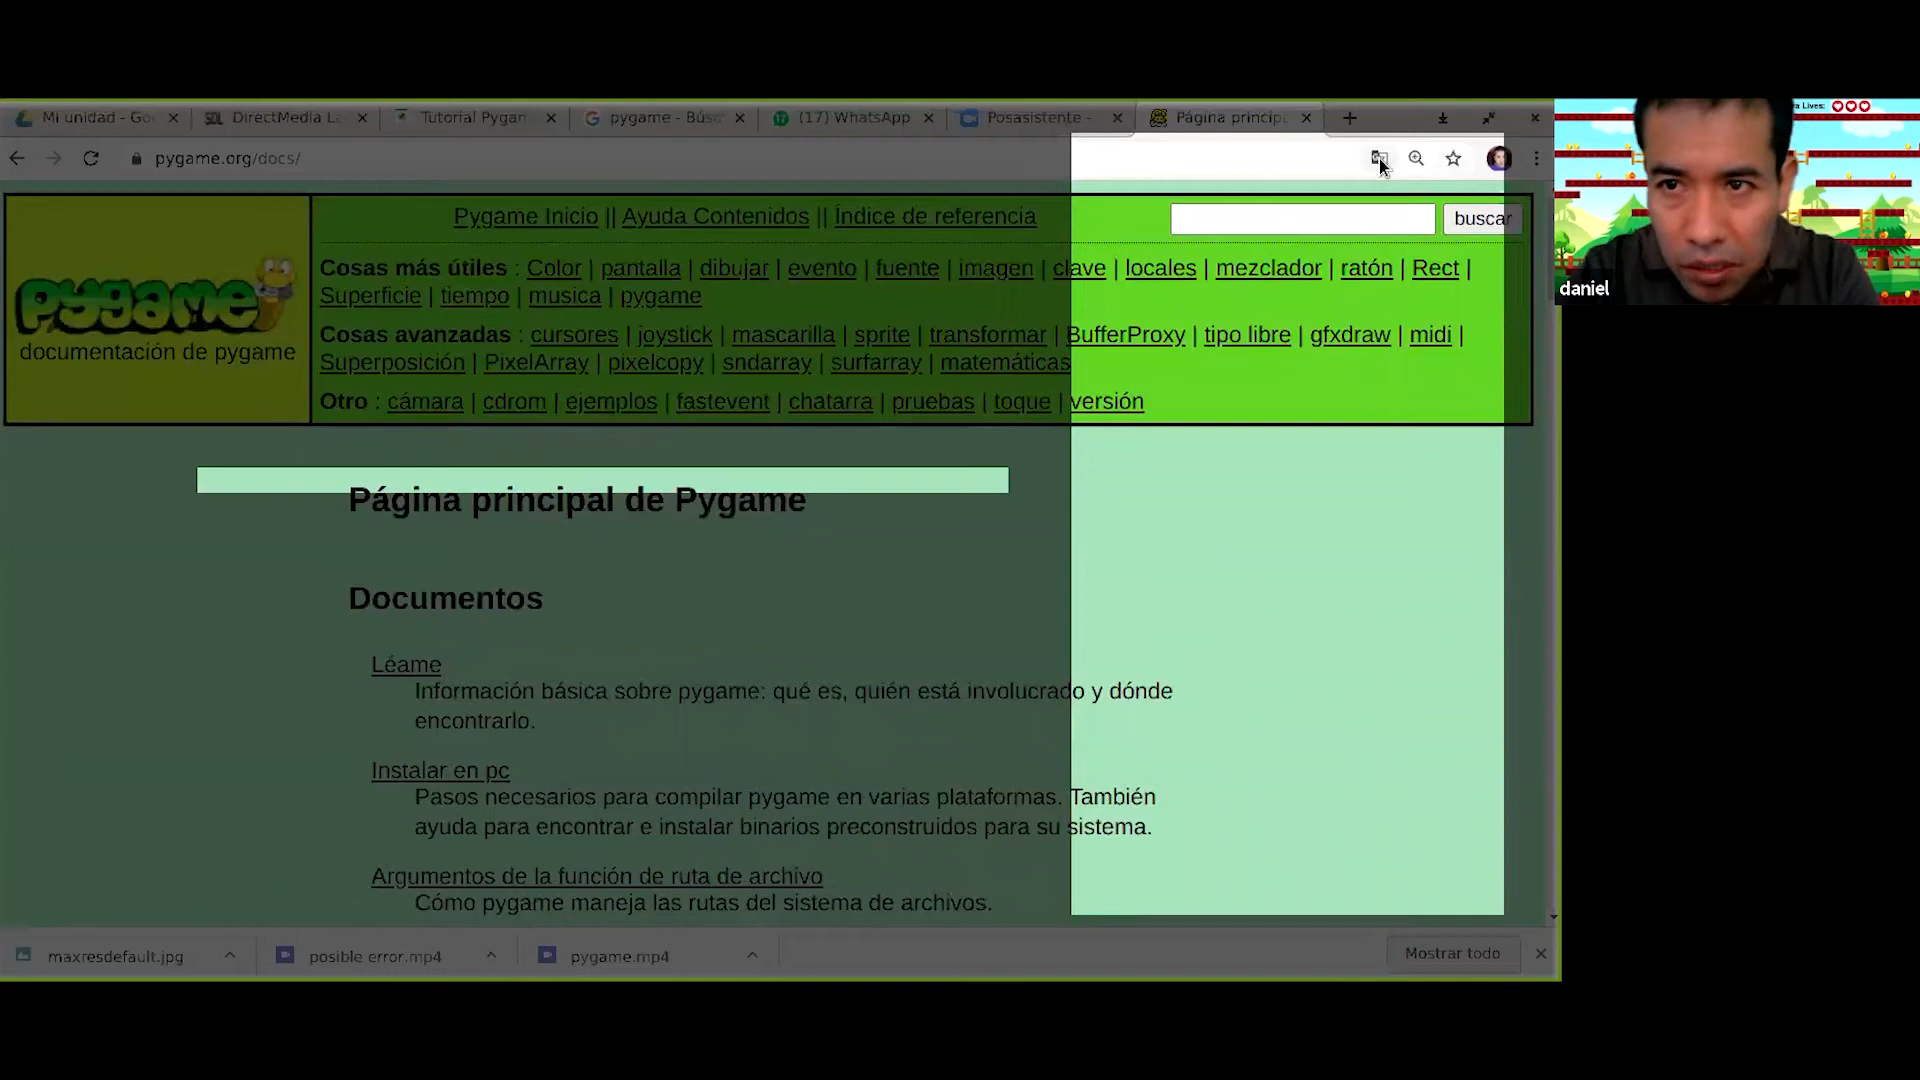 Mi unidad - Go
DirectMedia L
Tutorial Pygan
pygame - Bús
(17) WhatsApp
Posasistente -
Página princip
Lives:
pygame.org/docs/
Pygame Inicio || Ayuda Contenidos || Índice de referencia
buscar
Cosas más útiles : Color | pantalla | dibujar | evento | fuente | imagen | clave | locales | mezclador | ratón | Rect |
Superficie | tiempo | musica | pygame
Cosas avanzadas : cursores | joystick | mascarilla | sprite | transformar | BufferProxy | tipo libre | gfxdraw | midi |
Superposición | PixelArray | pixelcopy | sndarray | surfarray | matemáticas
Otro : cámara | cdrom | ejemplos | fastevent | chatarra | pruebas | toque | versión
pygame
documentación de pygame
daniel
Página principal de Pygame
Documentos
Léame
Información básica sobre pygame: qué es, quién está involucrado y dónde
encontrarlo.
Instalar en pc
Pasos necesarios para compilar pygame en varias plataformas. También
ayuda para encontrar e instalar binarios preconstruidos para su sistema.
Argumentos de la función de ruta de archivo
Cómo pygame maneja las rutas del sistema de archivos.
maxresdefault.jpg
posible error.mp4
pygame.mp4
Mostrar todo